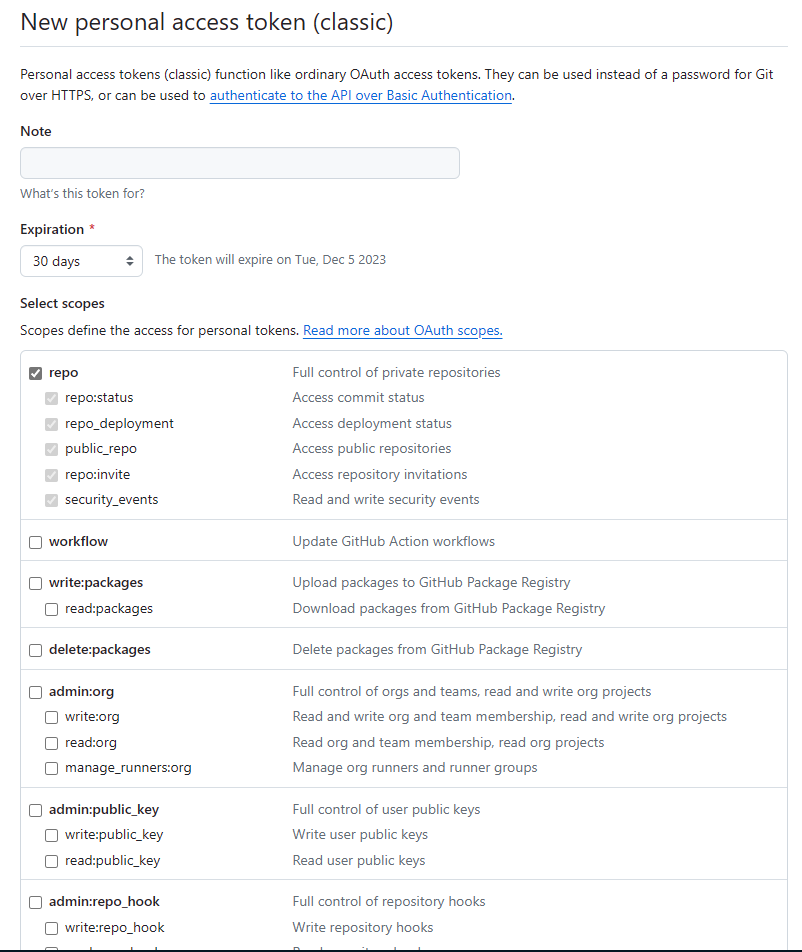 New personal access token (classic)
Personal access tokens (classic) function like ordinary OAuth access tokens. They can be used instead of a password for Git
over HTTPS, or can be used to authenticate to the API over Basic Authentication.
Note
What's this token for?
Expiration *
30 days The token will expire on Tue, Dec 5 2023
Select scopes
Scopes define the access for personal tokens. Read more about OAuth scopes.
repo Full control of private repositories
repo:status Access commit status
repo_deployment Access deployment status
public_repo Access public repositories
repo:invite Access repository invitations
security_events Read and write security events
workflow Update GitHub Action workflows
write:packages Upload packages to GitHub Package Registry
read:packages Download packages from GitHub Package Registry
delete:packages Delete packages from GitHub Package Registry
admin:org Full control of orgs and teams, read and write org projects
write:org Read and write org and team membership, read and write org projects
read:org Read org and team membership, read org projects
manage_runners:org Manage org runners and runner groups
admin:public_key Full control of user public keys
write:public_key Write user public keys
read:public_key Read user public keys
admin:repo_hook Full control of repository hooks
write:repo_hook Write repository hooks